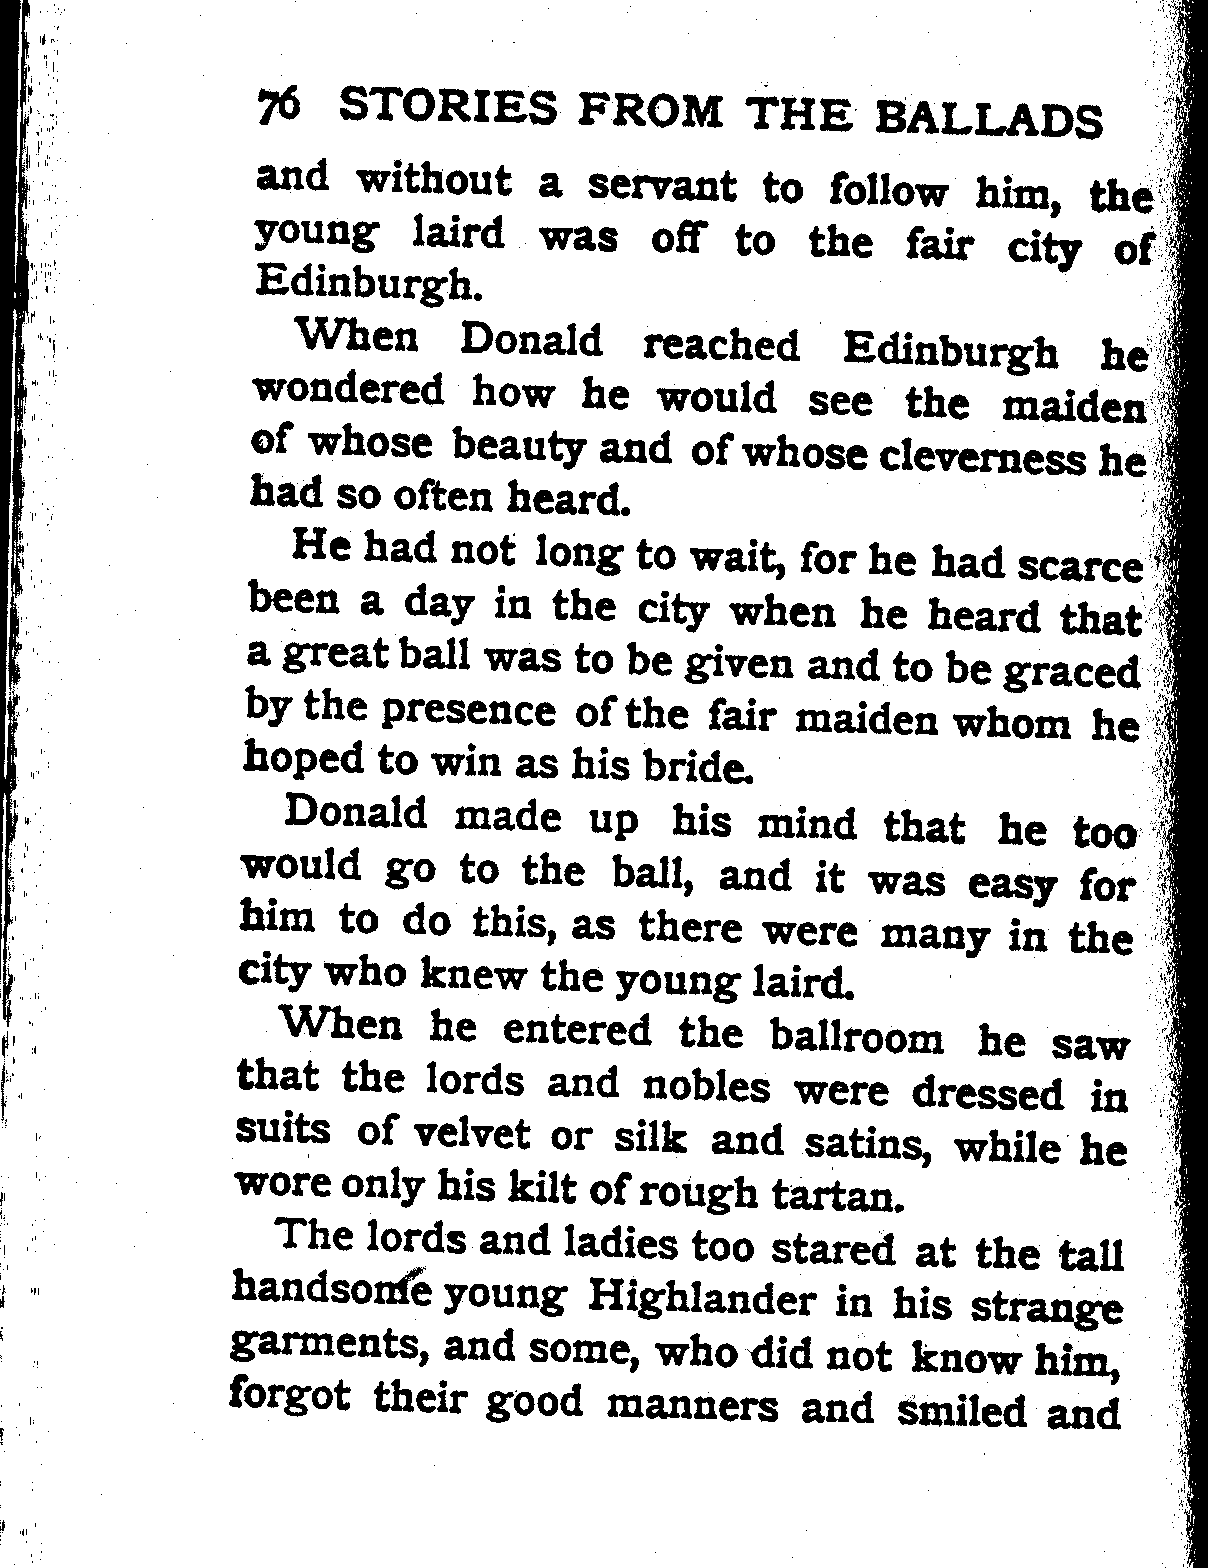 76 STORIES FROM THE BALLADS
and without a servant to follow him, the
young laird was off to the fair city of
Edinburgh.
When Donald reached Edinburgh he
wondered how he would see the maiden
of whose beauty and of whose cleverness he
had so often heard.
He had not long to wait, for he had scarce
been a day in the city when he heard that
a great ball was to be given and to be graced
by the presence of the fair maiden whom he
hoped to win as his bride.
Donald made up his mind that he too
would go to the ball, and it was easy for
him to do this, as there were many in the
city who knew the young laird.
When he entered the ballroom he saw
that the lords and nobles were dressed in
suits of velvet or silk and satins, while he
wore only his kilt of rough tartan.
The lords and ladies too stared at the tall
handsome young Highlander in his strange
garments, and some, who did not know him,
forgot their good manners and smiled and